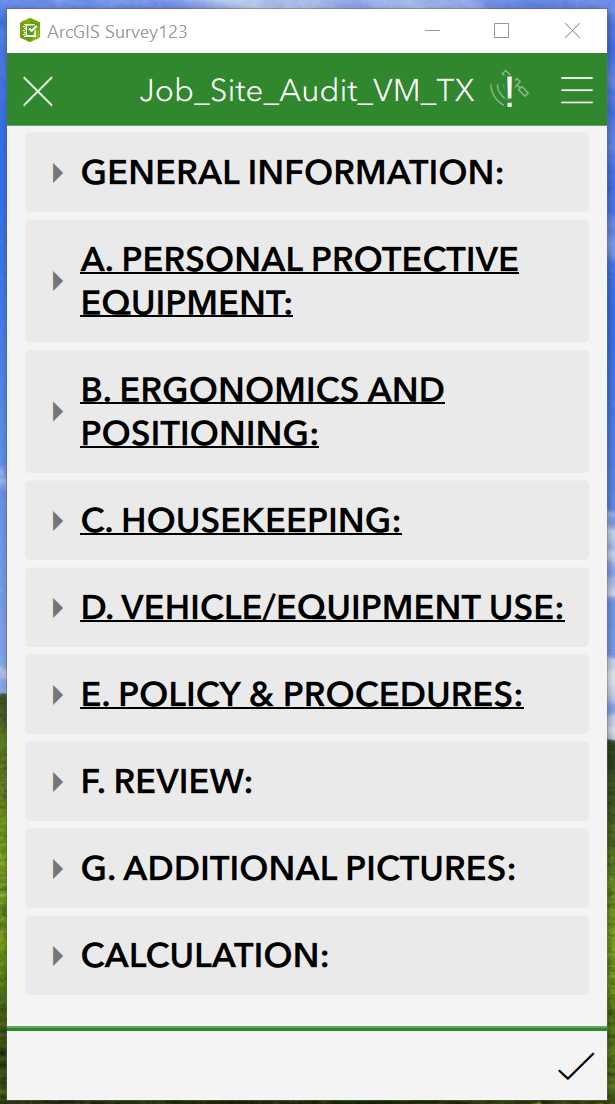 ArcGIS Survey123
Job_Site_Audit_VM_TX
GENERAL INFORMATION:
A. PERSONAL PROTECTIVE
EQUIPMENT:
B. ERGONOMICS AND
POSITIONING:
C. HOUSEKEEPING:
D. VEHICLE/EQUIPMENT USE:
E. POLICY & PROCEDURES:
F. REVIEW:
G. ADDITIONAL PICTURES:
CALCULATION: